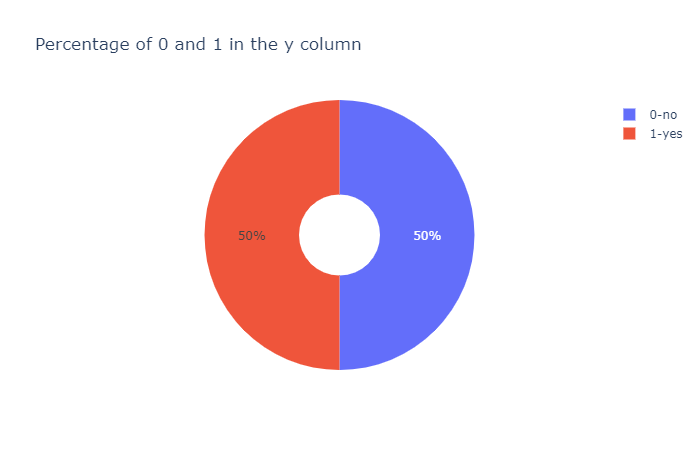 Percentage of 0 and 1 in the y column
0-no
1-yes
50%
50%